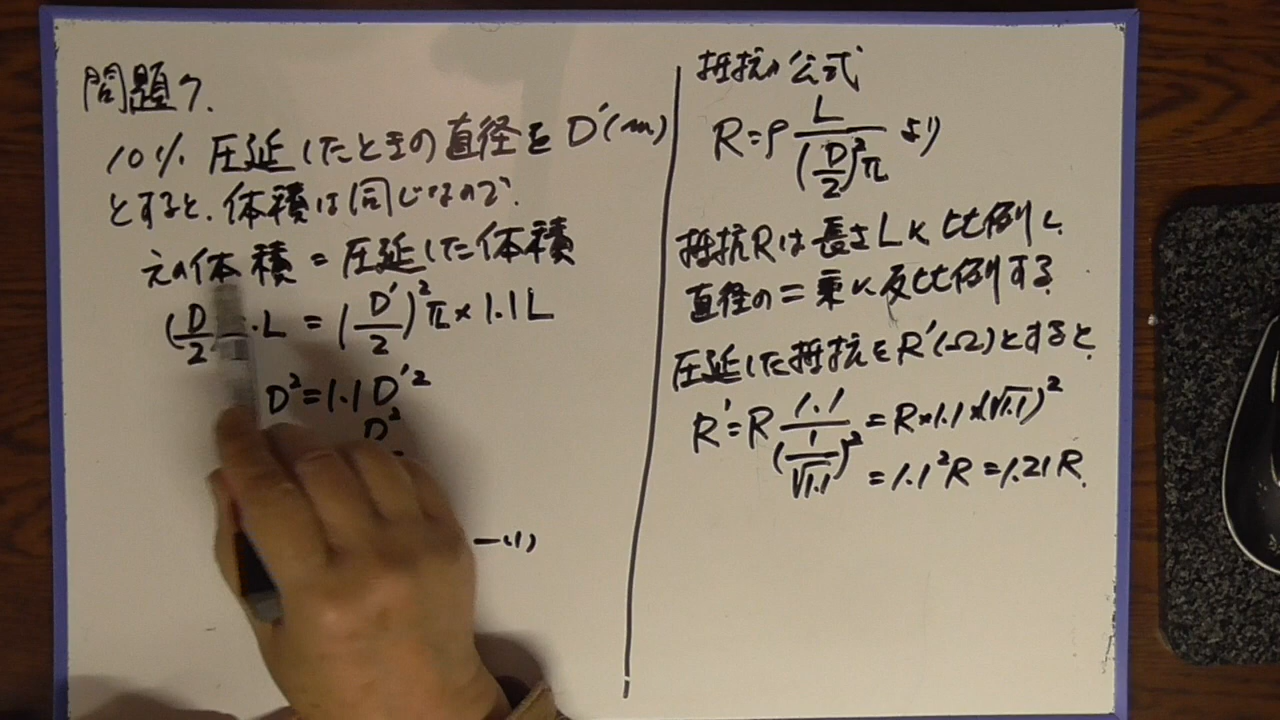 問題7.
10% 圧延したときの直径をD'(m)
とすると、体積は同じなので、
元の体積 = 圧延した体積
(D/2 ・L = (D'/2)²π × 1.1L
D² = 1.1D'²
D²
―(1)
抵抗の公式
R=ρ L/((D/2)²π) より
抵抗Rは長さLに比例し、
直径の二乗に反比例する。
圧延した抵抗をR'(Ω)とすると、
R'=R 1.1/(1/√1.1)² = R×1.1×(√1.1)²
= 1.1²R = 1.21R